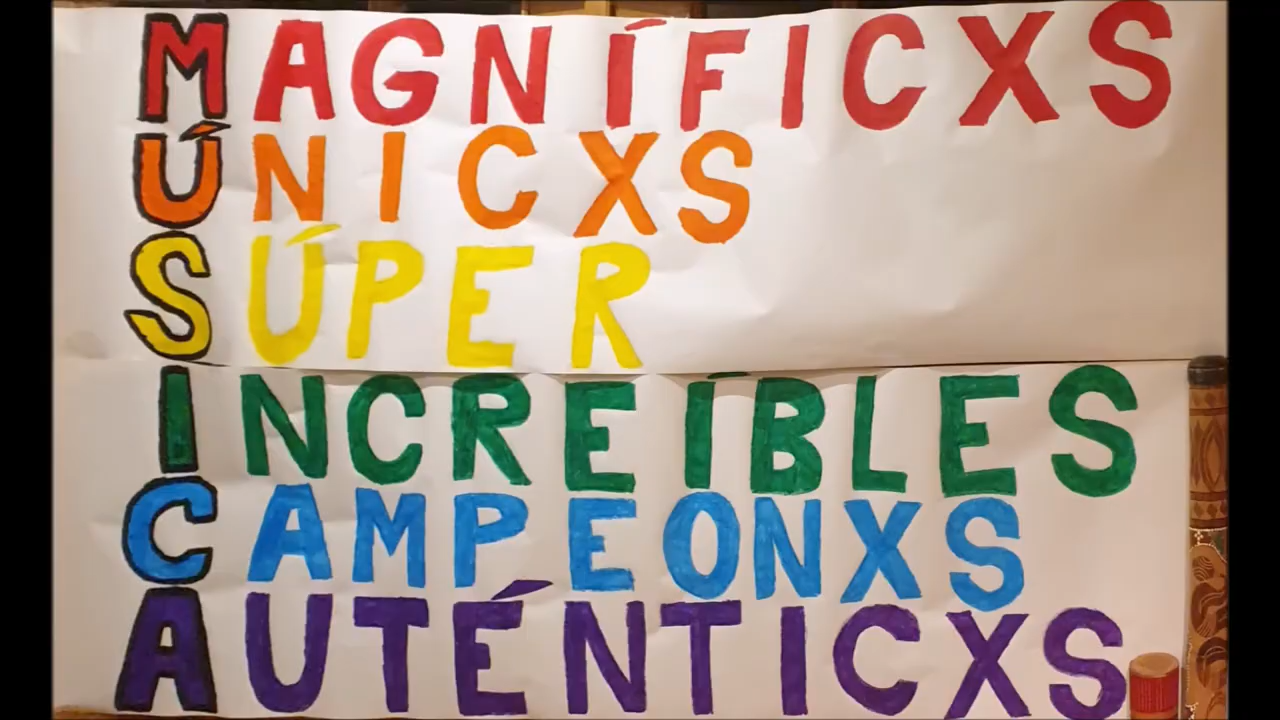 MAGNÍFICXS
ÚNICXS
SÚPER
INCREÍBLES
CAMPEONXS
AUTÉNTICXS